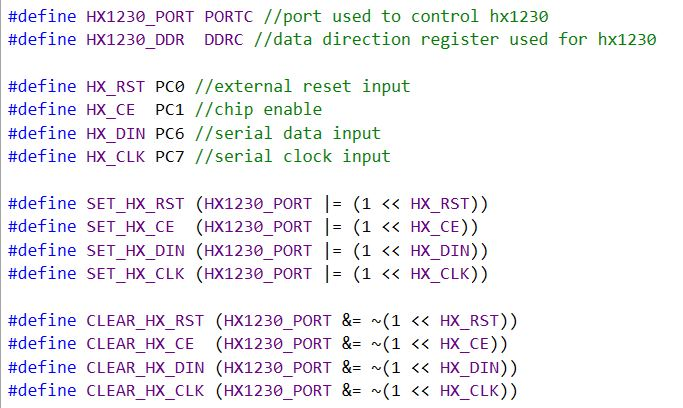 #define HX1230_PORT PORTC //port used to control hx1230
#define HX1230_DDR  DDRC //data direction register used for hx1230
#define HX_RST PC0 //external reset input
#define HX_CE  PC1 //chip enable
#define HX_DIN PC6 //serial data input
#define HX_CLK PC7 //serial clock input
#define SET_HX_RST (HX1230_PORT |= (1 << HX_RST))
#define SET_HX_CE  (HX1230_PORT |= (1 << HX_CE))
#define SET_HX_DIN (HX1230_PORT |= (1 << HX_DIN))
#define SET_HX_CLK (HX1230_PORT |= (1 << HX_CLK))
#define CLEAR_HX_RST (HX1230_PORT &= ~(1 << HX_RST))
#define CLEAR_HX_CE  (HX1230_PORT &= ~(1 << HX_CE))
#define CLEAR_HX_DIN (HX1230_PORT &= ~(1 << HX_DIN))
#define CLEAR_HX_CLK (HX1230_PORT &= ~(1 << HX_CLK))